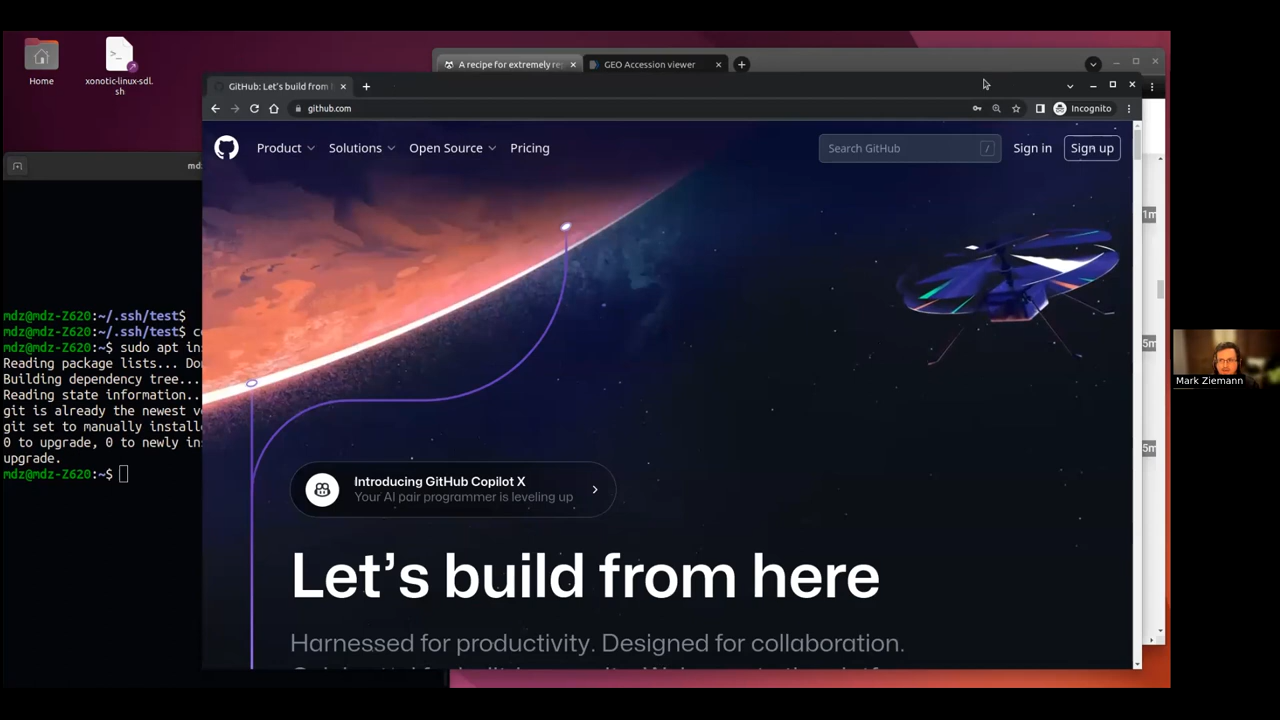 Home
xonotic-linux-sdl.
sh
A recipe for extremely re
GEO Accession viewer
GitHub: Let's build from
github.com
Incognito
Product
Solutions
Open Source
Pricing
Search GitHub
/
Sign in
Sign up
mdz
mdz@mdz-Z620:~/.ssh/test$
mdz@mdz-Z620:~/.ssh/test$ c
mdz@mdz-Z620:~$ sudo apt ins
Reading package lists... Do
Building dependency tree...
Reading state information..
git is already the newest v
git set to manually install
0 to upgrade, 0 to newly in
upgrade.
mdz@mdz-Z620:~$
1m
5m
5m
Mark Ziemann
Introducing GitHub Copilot X
Your AI pair programmer is leveling up
Let's build from here
Harnessed for productivity. Designed for collaboration.